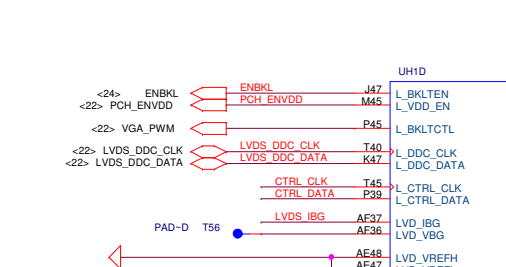 UH1D
<24> ENBKL ENBKL J47 L_BKLTEN
<22> PCH_ENVDD PCH_ENVDD M45 L_VDD_EN
<22> VGA_PWM P45 L_BKLTCTL
<22> LVDS_DDC_CLK LVDS_DDC_CLK T40 L_DDC_CLK
<22> LVDS_DDC_DATA LVDS_DDC_DATA K47 L_DDC_DATA
CTRL_CLK T45 L_CTRL_CLK
CTRL_DATA P39 L_CTRL_DATA
LVDS_IBG AF37 LVD_IBG
PAD~D T56 AF36 LVD_VBG
AE48 LVD_VREFH
AE47